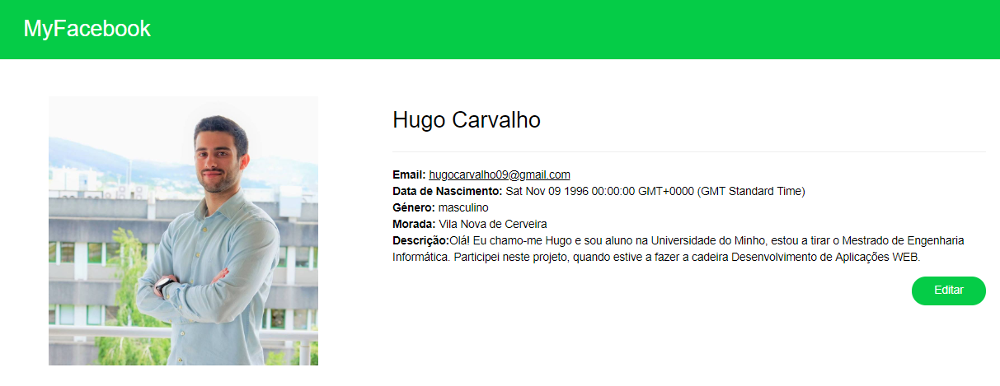 MyFacebook
Hugo Carvalho
Email: hugocarvalho09@gmail.com
Data de Nascimento: Sat Nov 09 1996 00:00:00 GMT+0000 (GMT Standard Time)
Género: masculino
Morada: Vila Nova de Cerveira
Descrição:Olá! Eu chamo-me Hugo e sou aluno na Universidade do Minho, estou a tirar o Mestrado de Engenharia
Informática. Participei neste projeto, quando estive a fazer a cadeira Desenvolvimento de Aplicações WEB.
Editar